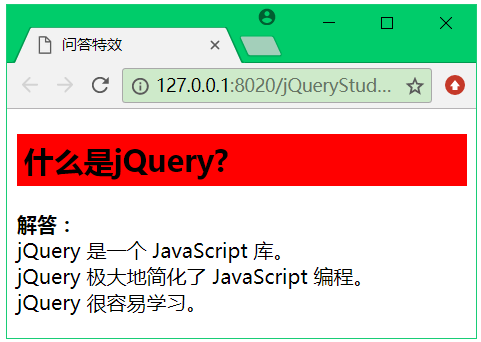 问答特效
127.0.0.1:8020/jQueryStud...
什么是jQuery?
解答：
jQuery 是一个 JavaScript 库。
jQuery 极大地简化了 JavaScript 编程。
jQuery 很容易学习。